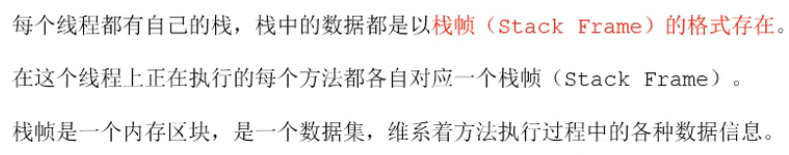 每个线程都有自己的栈，栈中的数据都是以栈帧（Stack Frame）的格式存在。
在这个线程上正在执行的每个方法都各自对应一个栈帧（Stack Frame）。
栈帧是一个内存区块，是一个数据集，维系着方法执行过程中的各种数据信息。